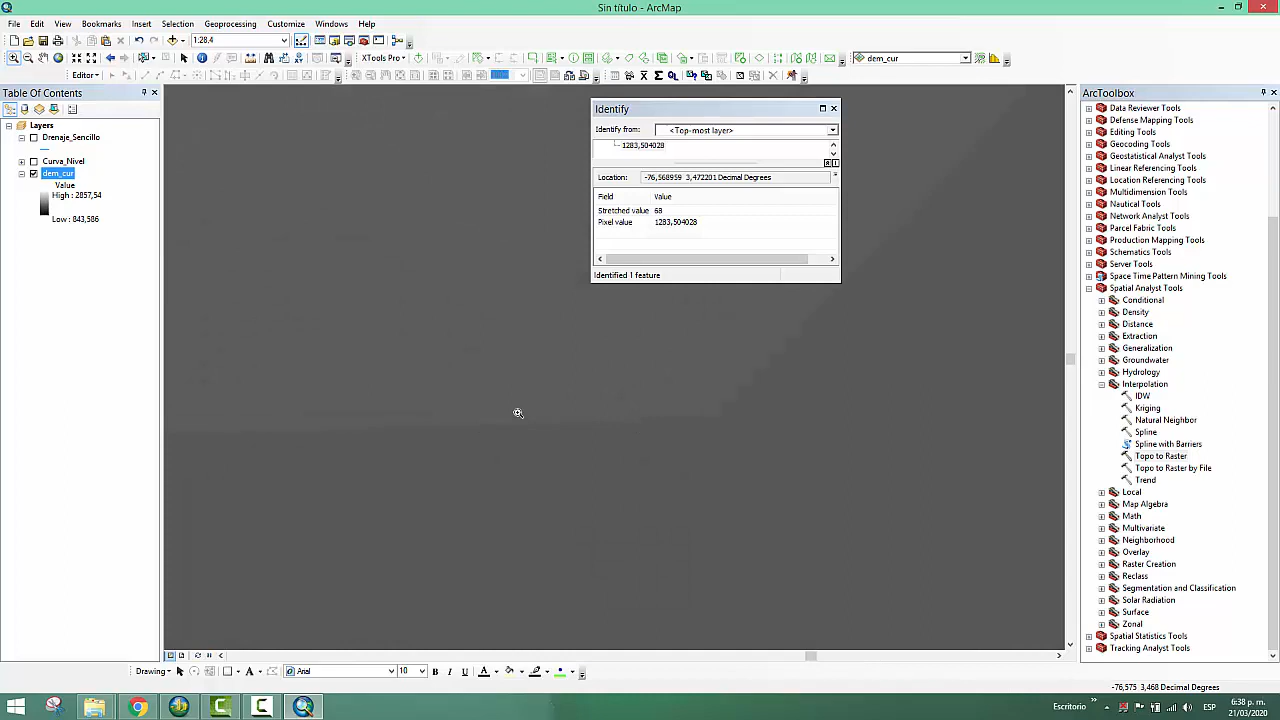 Sin título - ArcMap
File Edit View Bookmarks Insert Selection Geoprocessing Customize Windows Help
1:28.4
XTools Pro
dem_cur
Editor
Table Of Contents
Layers
Drenaje_Sencillo
Curva_Nivel
dem_cur
Value
High : 2857,54
Low : 843,586
Identify
Identify from: <Top-most layer>
1283,504028
Location: -76,568959 3,472201 Decimal Degrees
Field Value
Stretched value 68
Pixel value 1283,504028
Identified 1 feature
ArcToolbox
Data Reviewer Tools
Defense Mapping Tools
Editing Tools
Geocoding Tools
Geostatistical Analyst Tools
Linear Referencing Tools
Location Referencing Tools
Multidimension Tools
Nautical Tools
Network Analyst Tools
Parcel Fabric Tools
Production Mapping Tools
Schematics Tools
Server Tools
Space Time Pattern Mining Tools
Spatial Analyst Tools
Conditional
Density
Distance
Extraction
Generalization
Groundwater
Hydrology
Interpolation
IDW
Kriging
Natural Neighbor
Spline
Spline with Barriers
Topo to Raster
Topo to Raster by File
Trend
Local
Map Algebra
Math
Multivariate
Neighborhood
Overlay
Raster Creation
Reclass
Segmentation and Classification
Solar Radiation
Surface
Zonal
Spatial Statistics Tools
Tracking Analyst Tools
Drawing Arial 10 B I U A
-76,575 3,468 Decimal Degrees
Escritorio ESP 6:38 p. m.
21/03/2020